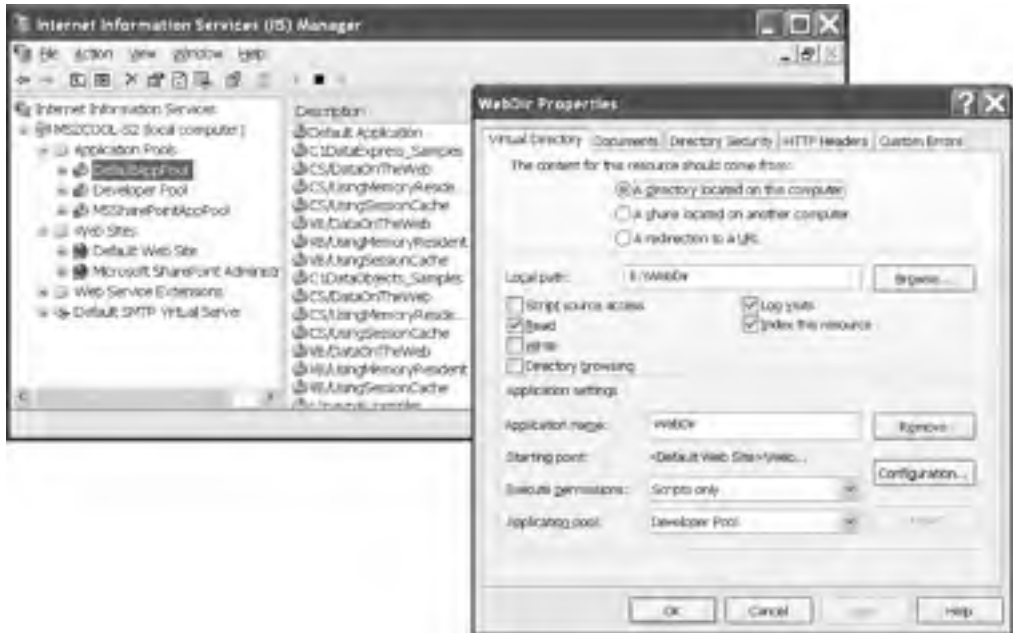 Internet Information Services (IIS) Manager
File Action View Window Help
Internet Information Services
MS2COOL-S2 (local computer)
Application Pools
DefaultAppPool
Developer Pool
MSSharePointAppPool
Web Sites
Default Web Site
Microsoft SharePoint Administr
Web Service Extensions
Default SMTP Virtual Server
Description
Default Application
C1DataExpress_Samples
CS/DataOnTheWeb
CS/UsingMemoryReside...
CS/UsingSessionCache
VB/DataOnTheWeb
VB/UsingMemoryResident
VB/UsingSessionCache
C1DataObjects_Samples
CS/DataOnTheWeb
CS/UsingMemoryReside...
CS/UsingSessionCache
VB/DataOnTheWeb
VB/UsingMemoryResident
VB/UsingSessionCache
WebDir Properties
Virtual Directory Documents Directory Security HTTP Headers Custom Errors
The content for this resource should come from:
A directory located on this computer
A share located on another computer
A redirection to a URL
Local path: E:\WebDir Browse...
Script source access Log visits
Read Index this resource
Write
Directory browsing
Application settings
Application name: WebDir Remove
Starting point: <Default Web Site>\Web...
Configuration...
Execute permissions: Scripts only
Application pool: Developer Pool
OK Cancel Help